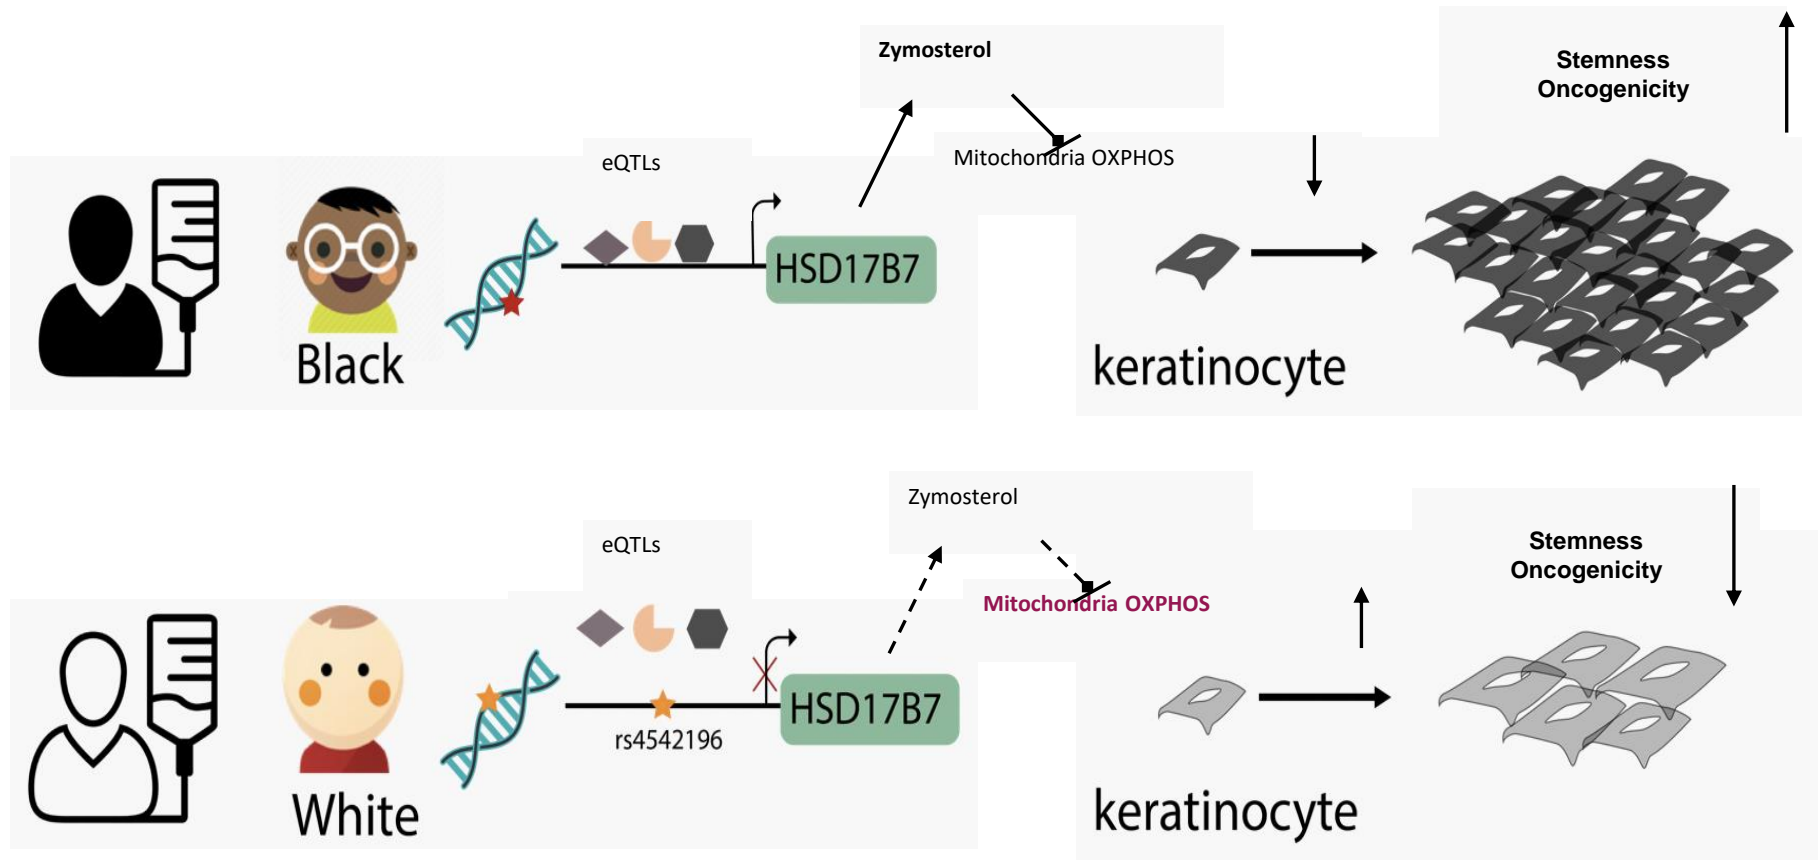 Zymosterol
Stemness
Oncogenicity
eQTLs
Mitochondria OXPHOS
HSD17B7
Black
keratinocyte
Zymosterol
eQTLs
Stemness
Oncogenicity
Mitochondria OXPHOS
HSD17B7
rs4542196
White
keratinocyte